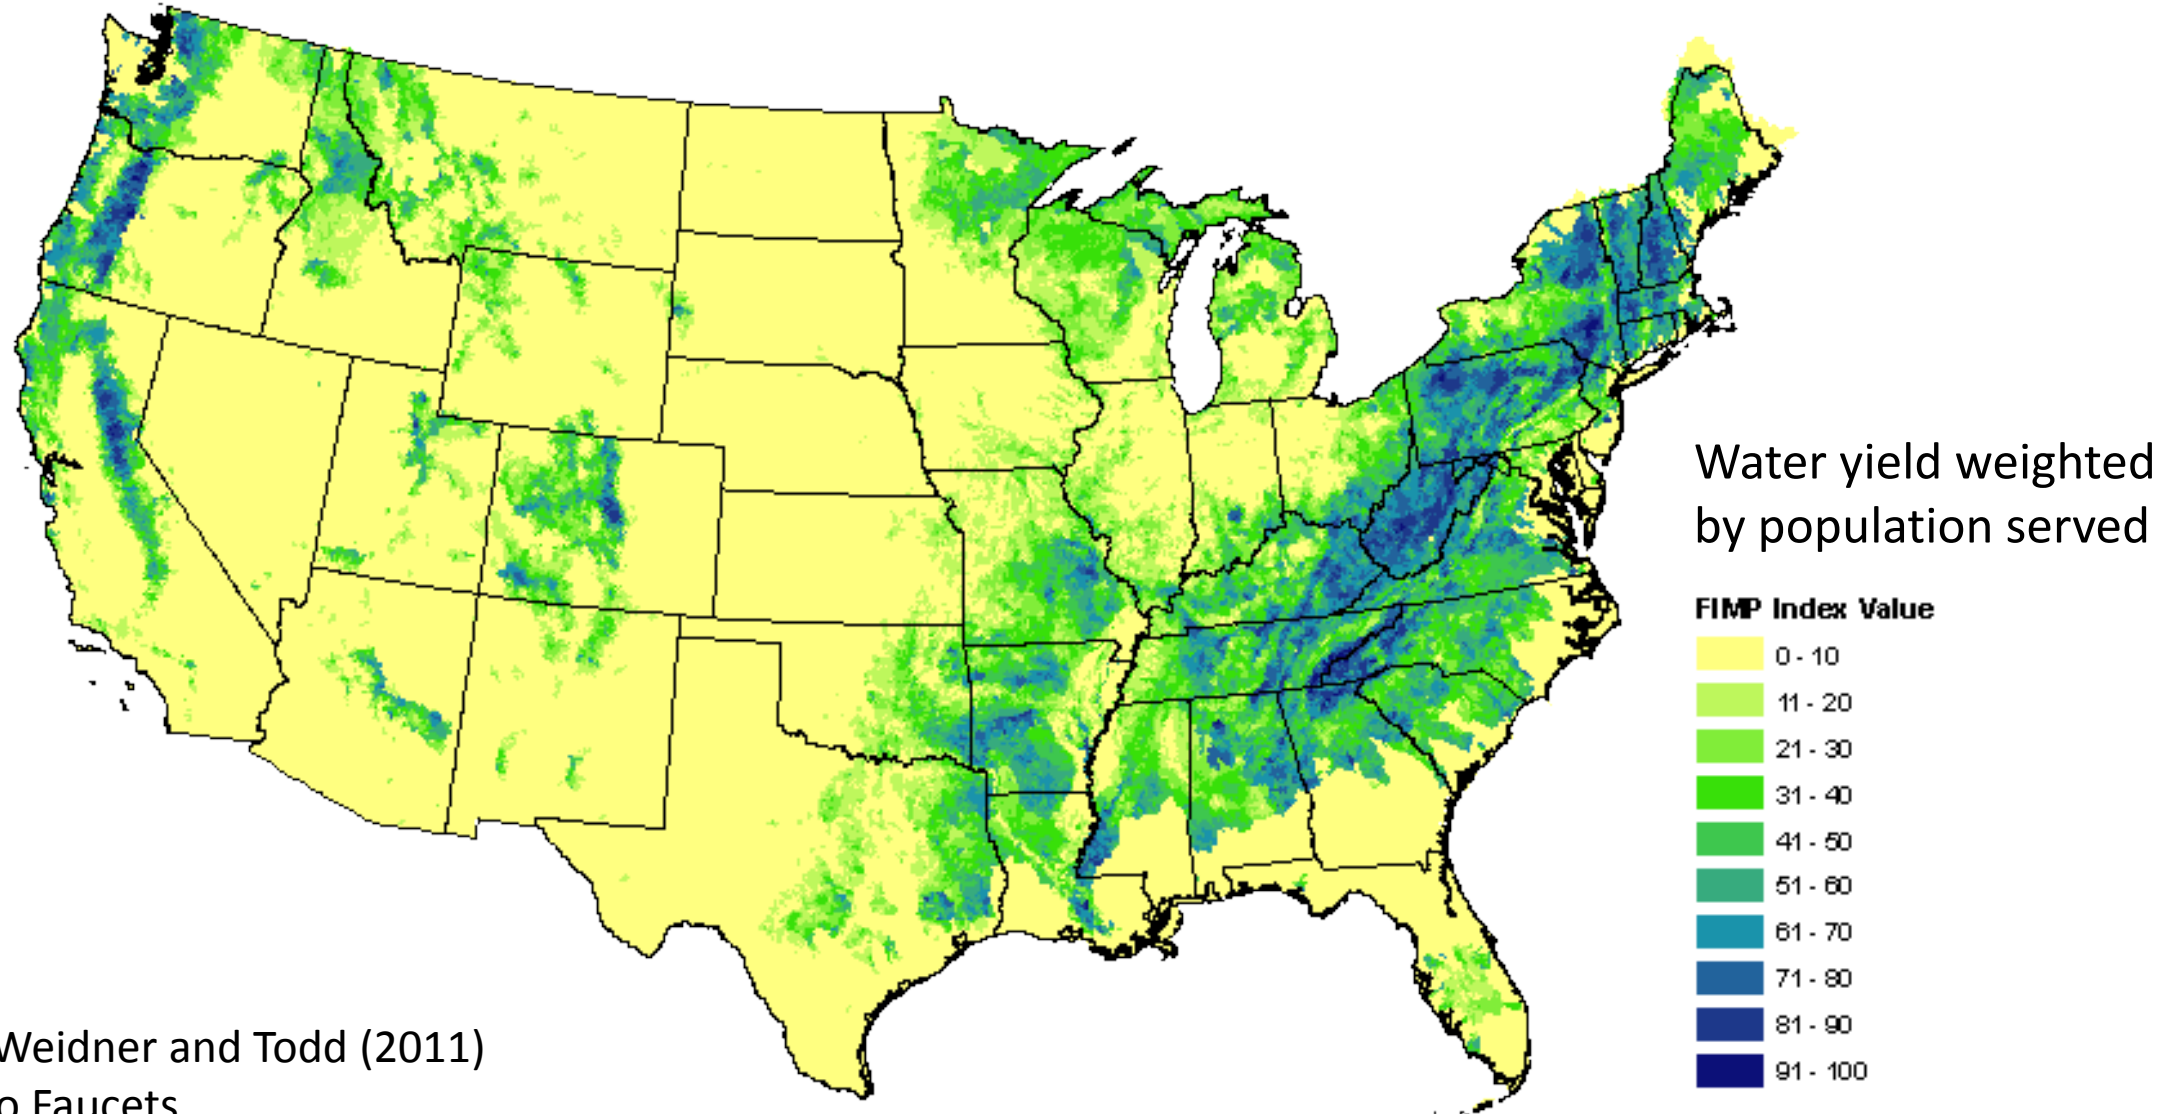 Water yield weighted
by population served
FIMP Index Value
0 - 10
11 - 20
21 - 30
31 - 40
41 - 50
51 - 60
61 - 70
71 - 80
81 - 90
91 - 100
Weidner and Todd (2011)
o Faucets